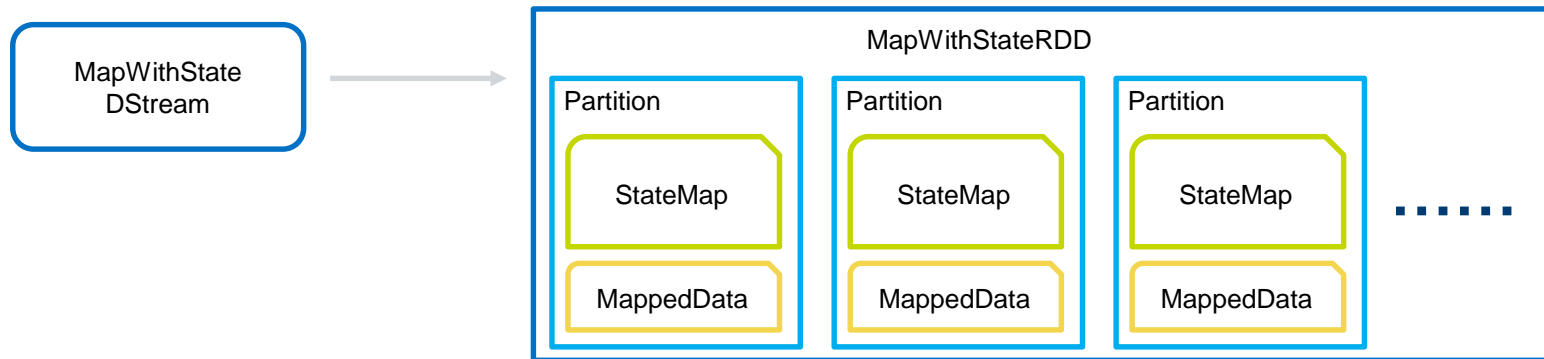 MapWithState
DStream
MapWithStateRDD
Partition
StateMap
MappedData
Partition
StateMap
MappedData
Partition
StateMap
MappedData
......